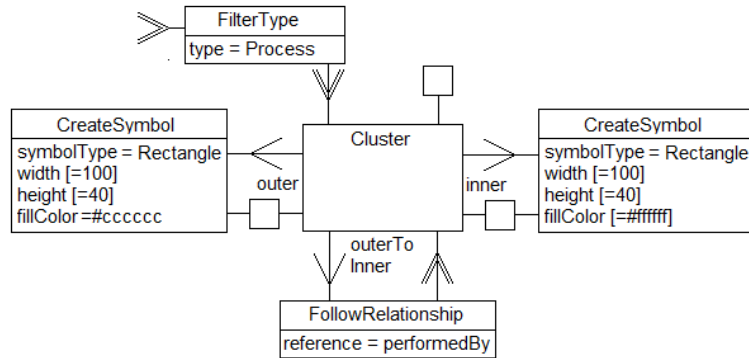 FilterType
type = Process
CreateSymbol
symbolType = Rectangle
width [=100]
height [=40]
fillColor =#cccccc
outer
Cluster
inner
CreateSymbol
symbolType = Rectangle
width [=100]
height [=40]
fillColor [=#ffffff]
outerTo
Inner
FollowRelationship
reference = performedBy